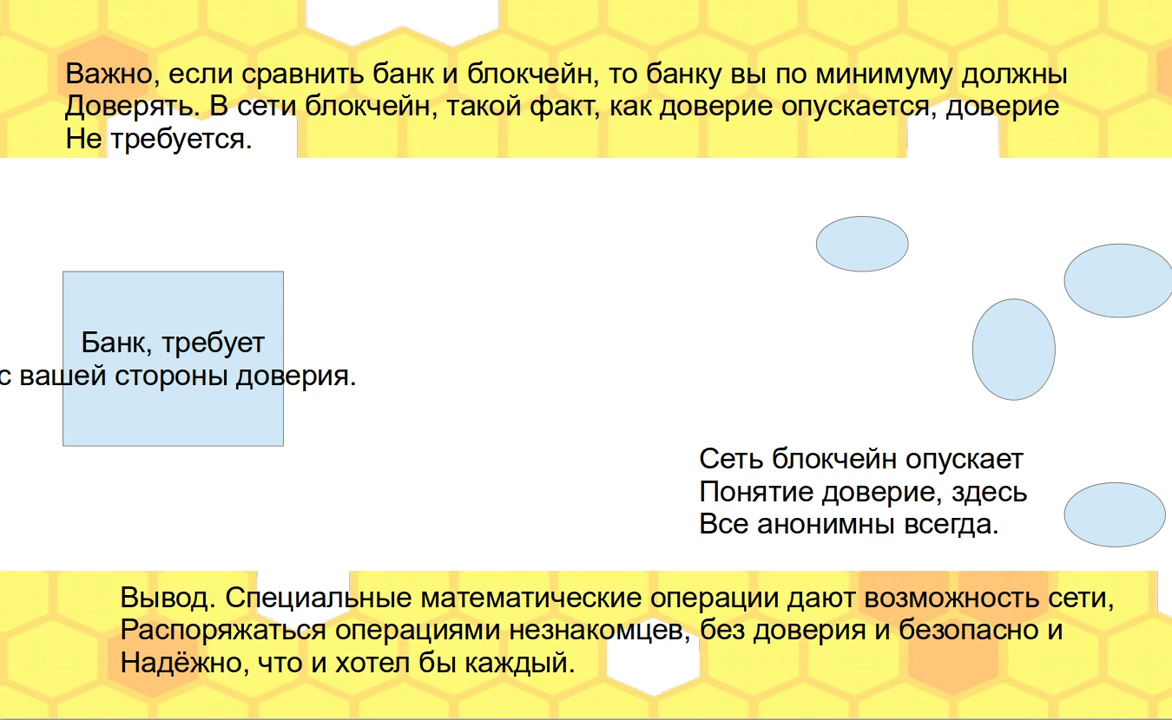 Важно, если сравнить банк и блокчейн, то банку вы по минимуму должны
Доверять. В сети блокчейн, такой факт, как доверие опускается, доверие
Не требуется.
Банк, требует
с вашей стороны доверия.
Сеть блокчейн опускает
Понятие доверие, здесь
Все анонимны всегда.
Вывод. Специальные математические операции дают возможность сети,
Распоряжаться операциями незнакомцев, без доверия и безопасно и
Надёжно, что и хотел бы каждый.